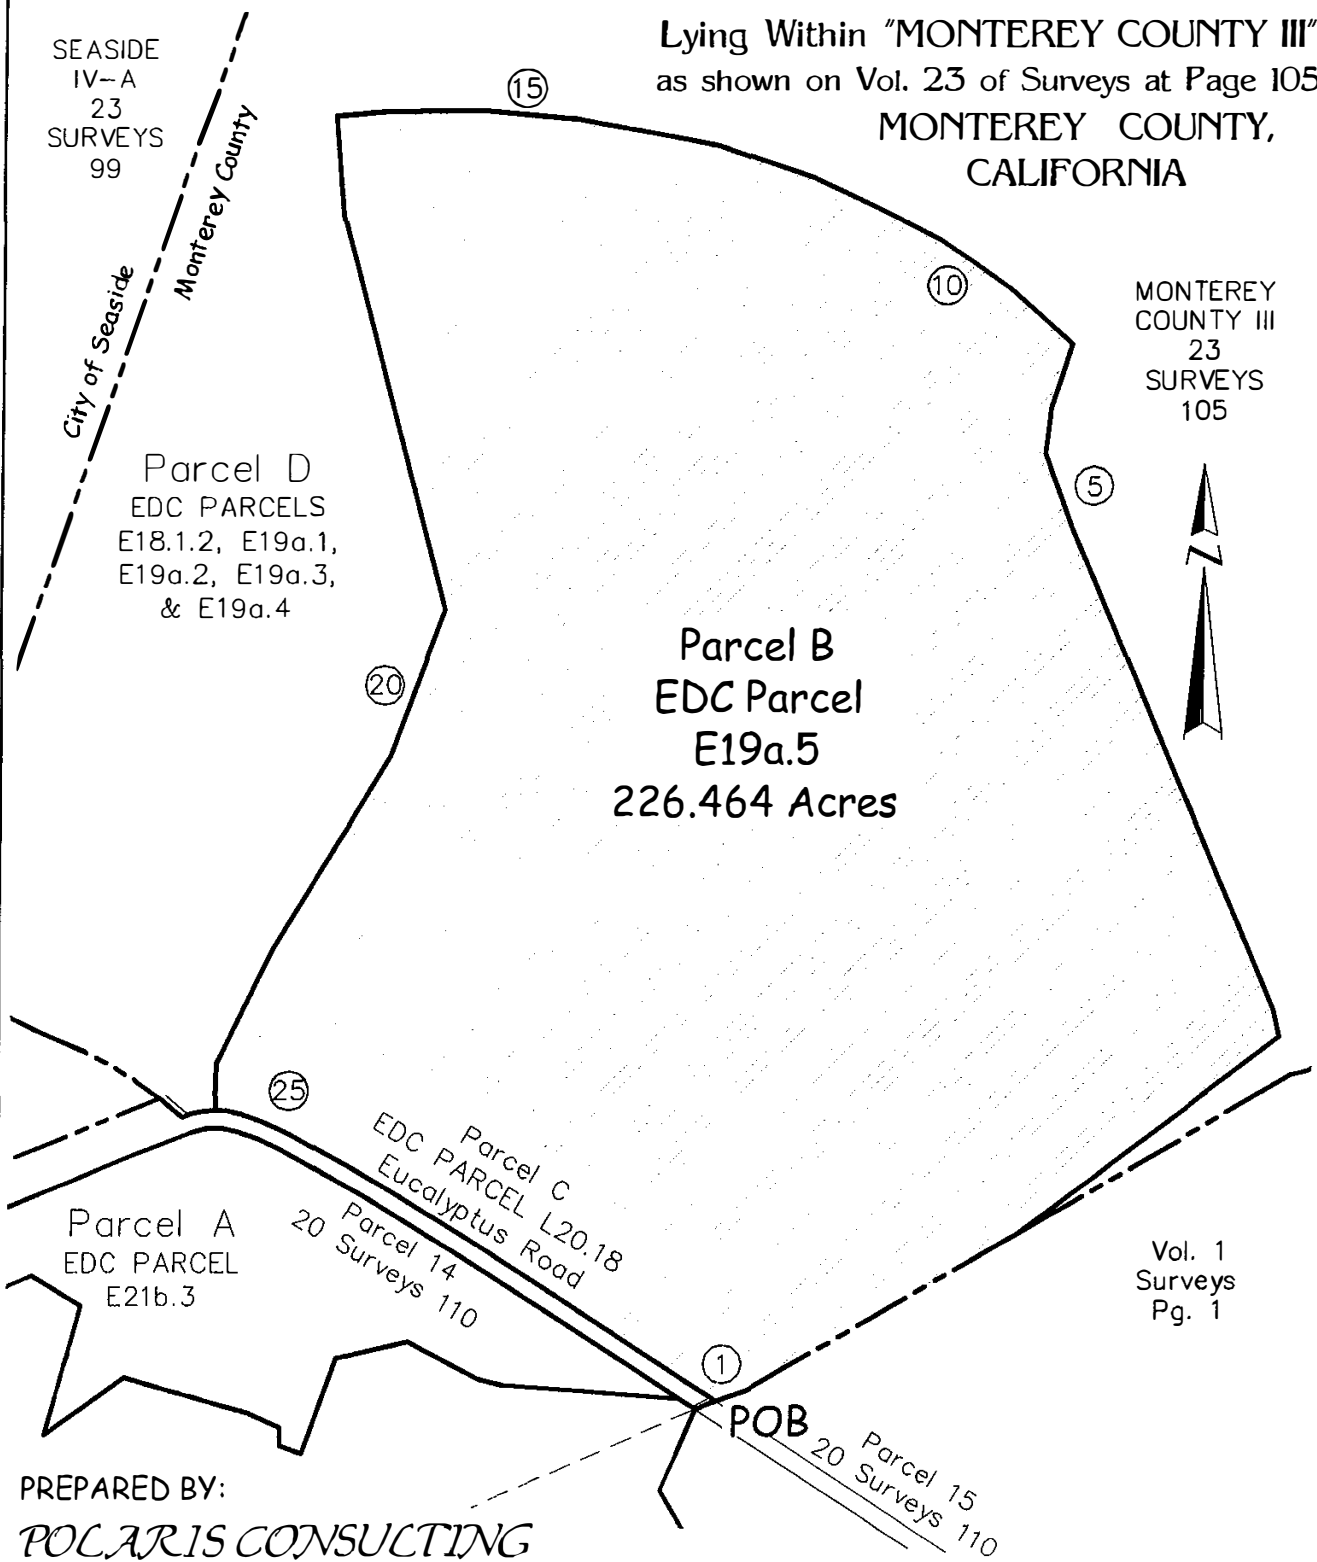 Lying Within "MONTEREY COUNTY III"
as shown on Vol. 23 of Surveys at Page 105
MONTEREY COUNTY,
CALIFORNIA
SEASIDE
IV-A
23
SURVEYS
99
15
City of Seaside
Monterey County
10
MONTEREY
COUNTY III
23
SURVEYS
105
5
Parcel D
EDC PARCELS
E18.1.2, E19a.1,
E19a.2, E19a.3,
& E19a.4
N
20
Parcel B
EDC Parcel
E19a.5
226.464 Acres
25
Parcel C
EDC PARCEL L20.18
Eucalyptus Road
Parcel 14
20 Surveys 110
Parcel A
EDC PARCEL
E21b.3
Vol. 1
Surveys
Pg. 1
1
POB
Parcel 15
20 Surveys 110
PREPARED BY:
POLARIS CONSULTING